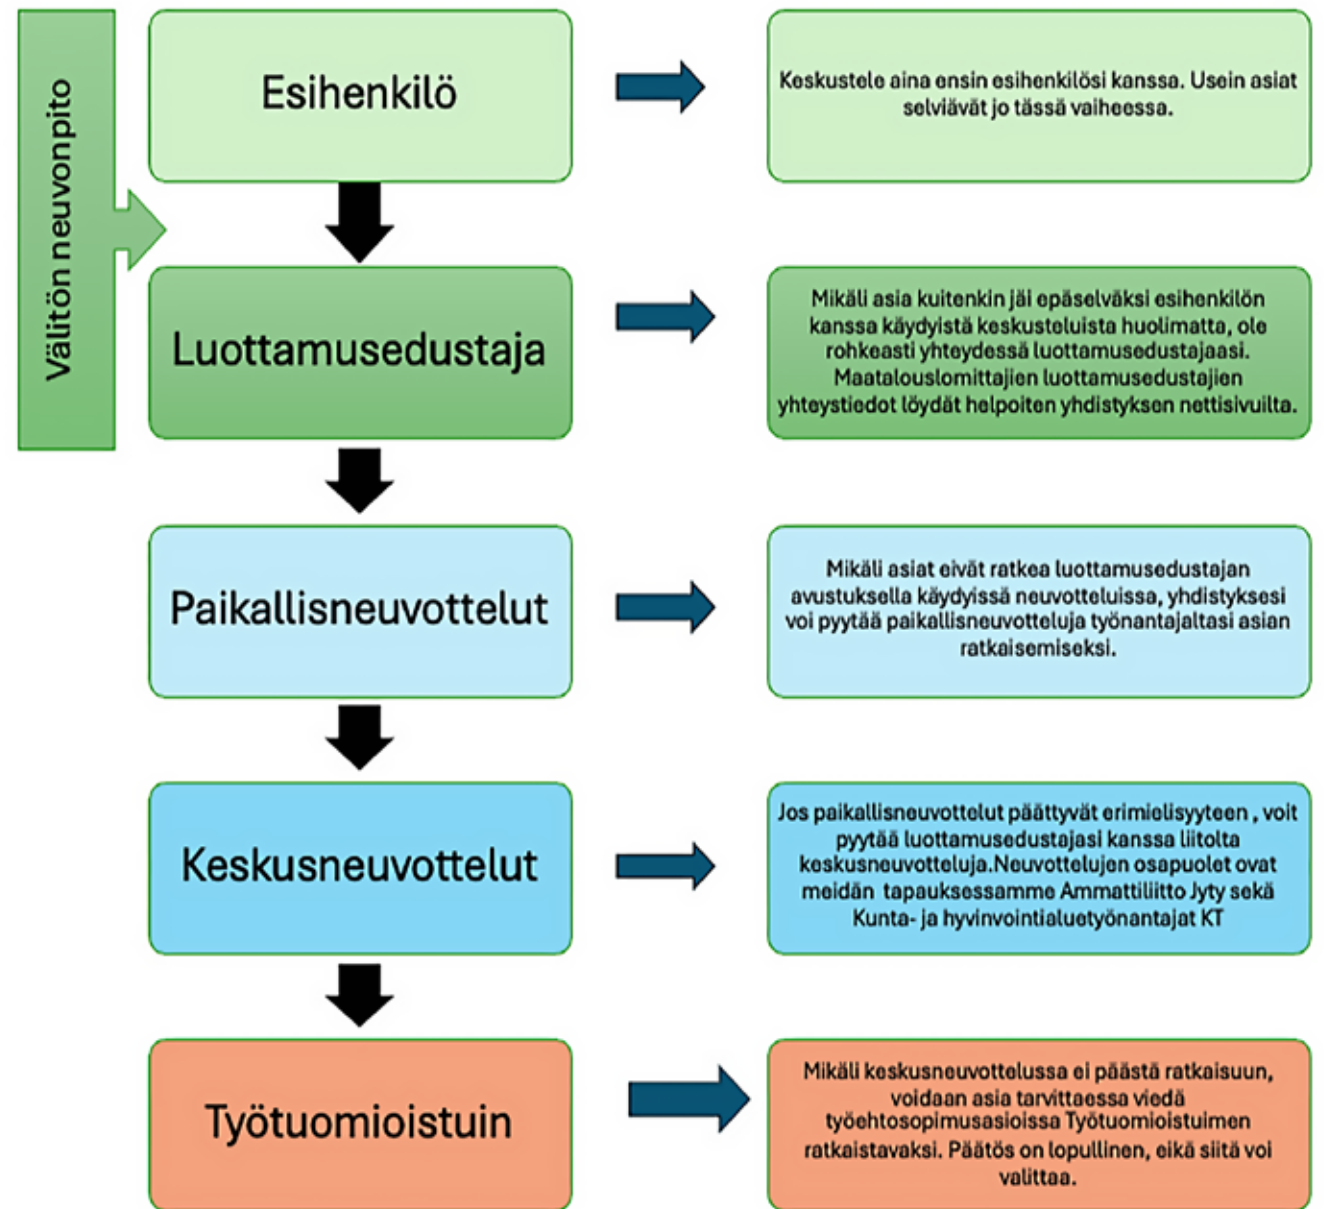 Välitön neuvonpito
Esihenkilö
Keskustele aina ensin esihenkilösi kanssa. Usein asiat
selviävät jo tässä vaiheessa.
Luottamusedustaja
Mikäli asia kuitenkin jäi epäselväksi esihenkilön
kanssa käydyistä keskusteluista huolimatta, ole
rohkeasti yhteydessä luottamusedustajaasi.
Maatalouslomittajien luottamusedustajien
yhteystiedot löydät helpoiten yhdistyksen nettisivuilta.
Paikallisneuvottelut
Mikäli asiat eivät ratkea luottamusedustajan
avustuksella käydyissä neuvotteluissa, yhdistyksesi
voi pyytää paikallisneuvotteluja työnantajaltasi asian
ratkaisemiseksi.
Keskusneuvottelut
Jos paikallisneuvottelut päättyvät erimielisyyteen , voit
pyytää luottamusedustajasi kanssa liitolta
keskusneuvotteluja.Neuvottelujen osapuolet ovat
meidän tapauksessamme Ammattiliitto Jyty sekä
Kunta- ja hyvinvointialuetyönantajat KT
Työtuomioistuin
Mikäli keskusneuvottelussa ei päästä ratkaisuun,
voidaan asia tarvittaessa viedä
työehtosopimusasioissa Työtuomioistuimen
ratkaistavaksi. Päätös on lopullinen, eikä siitä voi
valittaa.